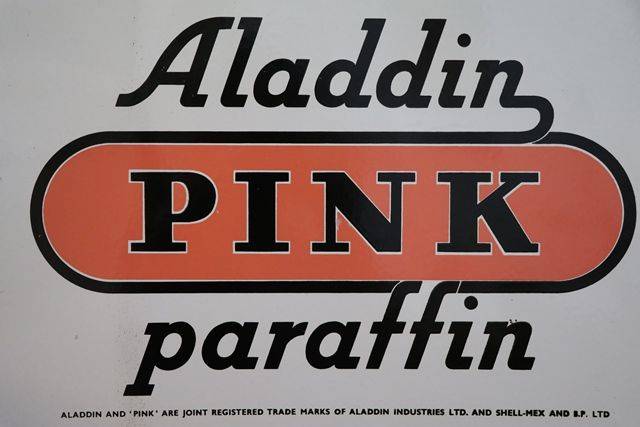 Aladdin
PINK
paraffin
ALADDIN AND 'PINK' ARE JOINT REGISTERED TRADE MARKS OF ALADDIN INDUSTRIES LTD. AND SHELL-MEX AND B.P. LTD